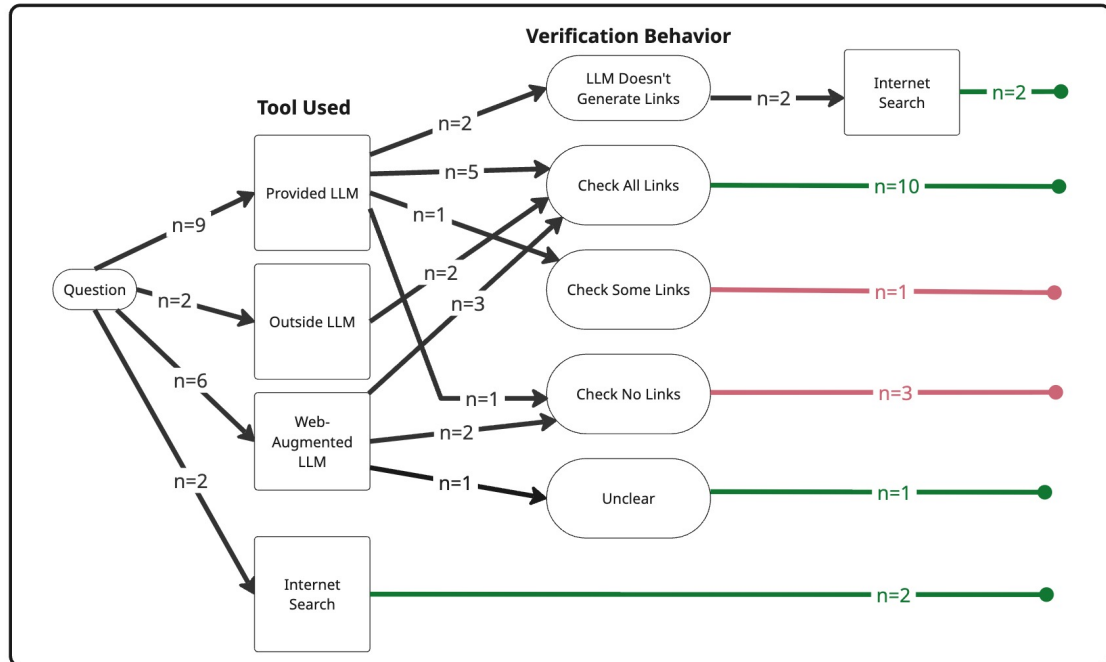 Verification Behavior
LLM Doesn't
Generate Links
n=2
Internet
Search
n=2
Tool Used
n=2
Provided LLM
n=5
Check All Links
n=10
n=9
n=1
Question
n=2
n=2
Check Some Links
n=1
Outside LLM
n=3
n=6
n=1
Check No Links
n=3
Web-
Augmented
LLM
n=2
n=2
n=1
Unclear
n=1
Internet
Search
n=2